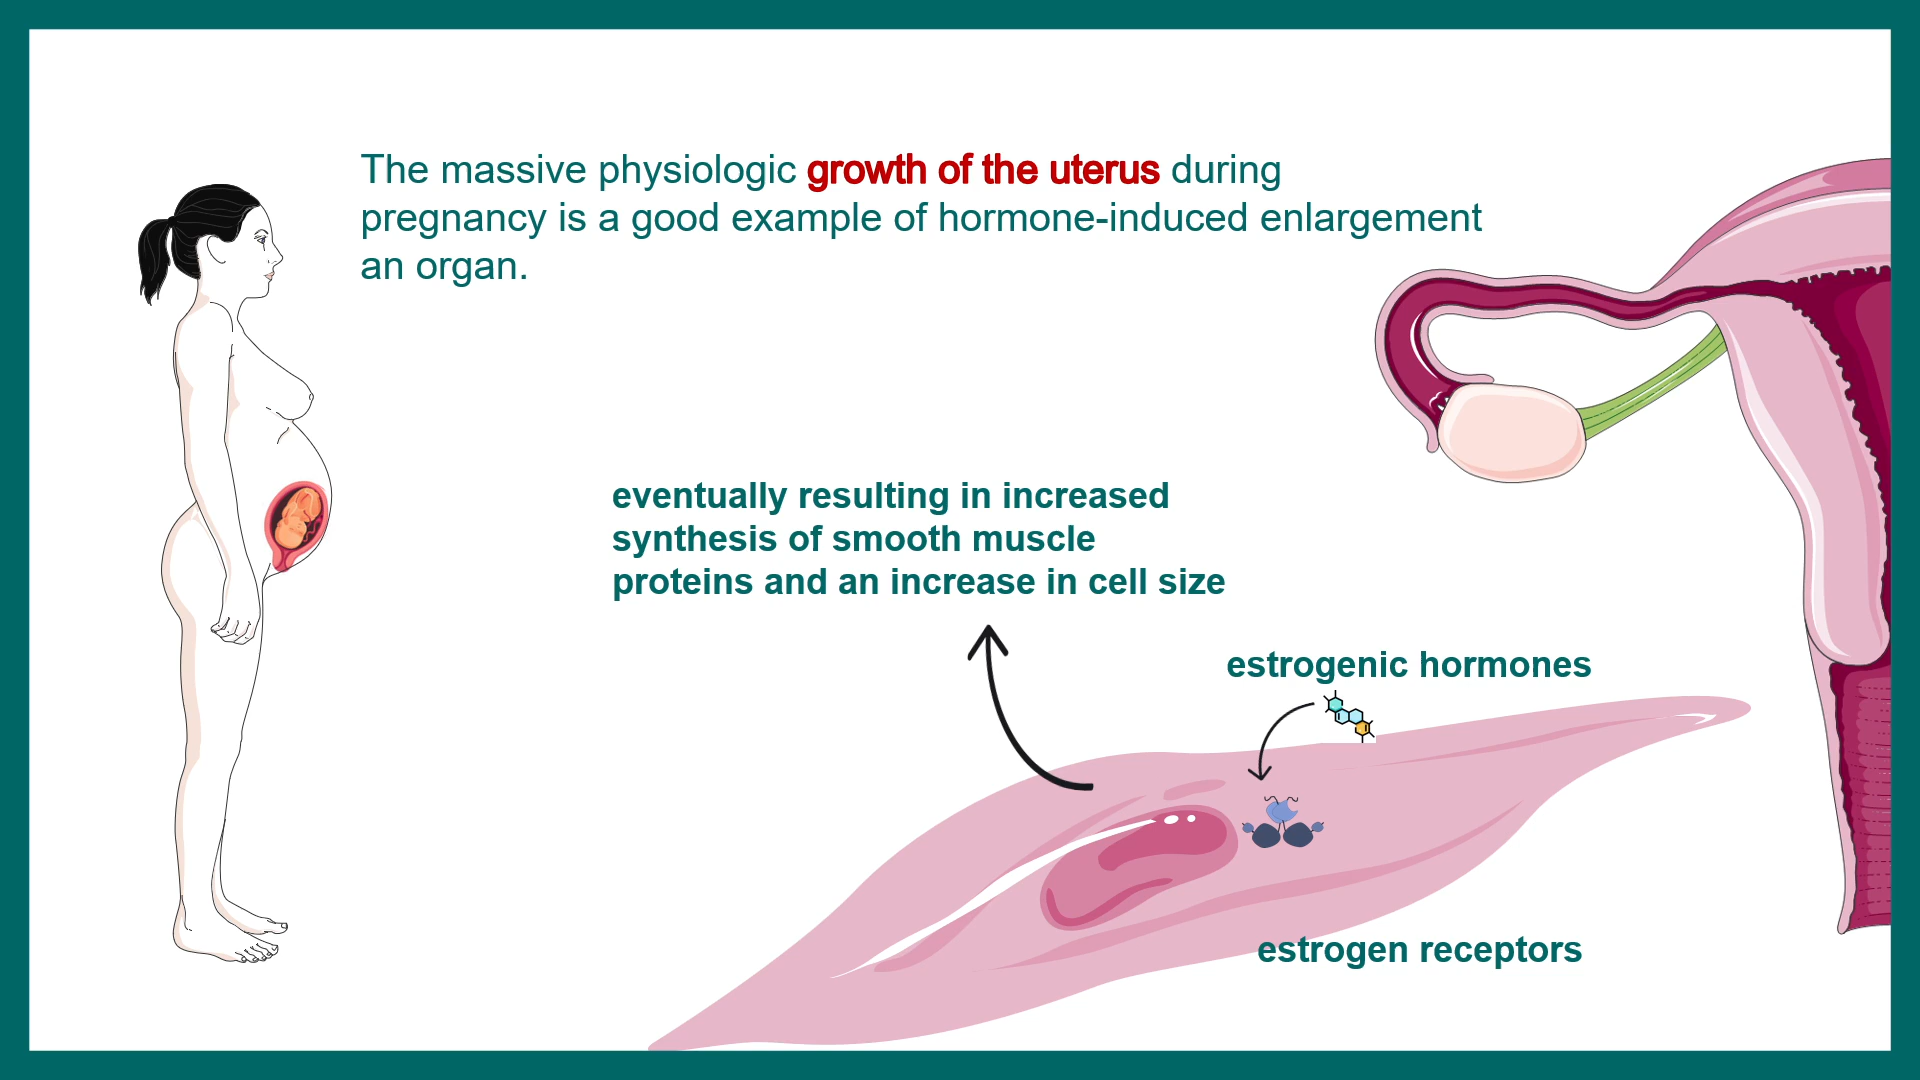 The massive physiologic growth of the uterus during
pregnancy is a good example of hormone-induced enlargement
an organ.
eventually resulting in increased
synthesis of smooth muscle
proteins and an increase in cell size
estrogenic hormones
estrogen receptors